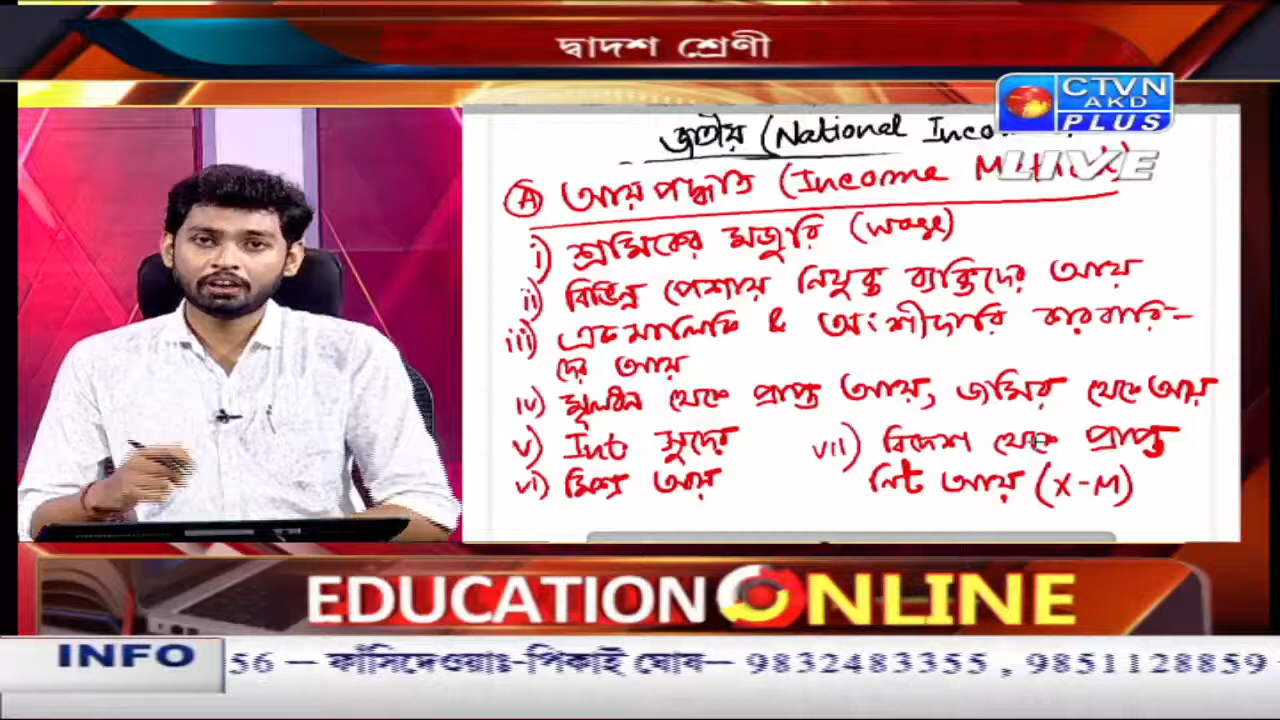 দ্বাদশ শ্রেণী
CTVN
AKD
PLUS
LIVE
জাতীয় (National Inco
Ⓐ আয় পদ্ধতি (Income Method)
i) শ্রমিকের মজুরি (Wage)
ii) বিভিন্ন পেশায় নিযুক্ত ব্যক্তিদের আয়
iii) একমালিকি & অংশীদারি কারবারি-
দের আয়
iv) মূলধন থেকে প্রাপ্ত আয়, জমির থেকে আয়
v) Int সুদের
vi) মিশ্র আয়
vii) বিদেশ থেকে প্রাপ্ত
নিট আয় (X-M)
EDUCATION ONLINE
INFO
56 – ফাঁসিদেওয়াঃ-পিকাই ঘোষ– 9832483355 , 9851128859